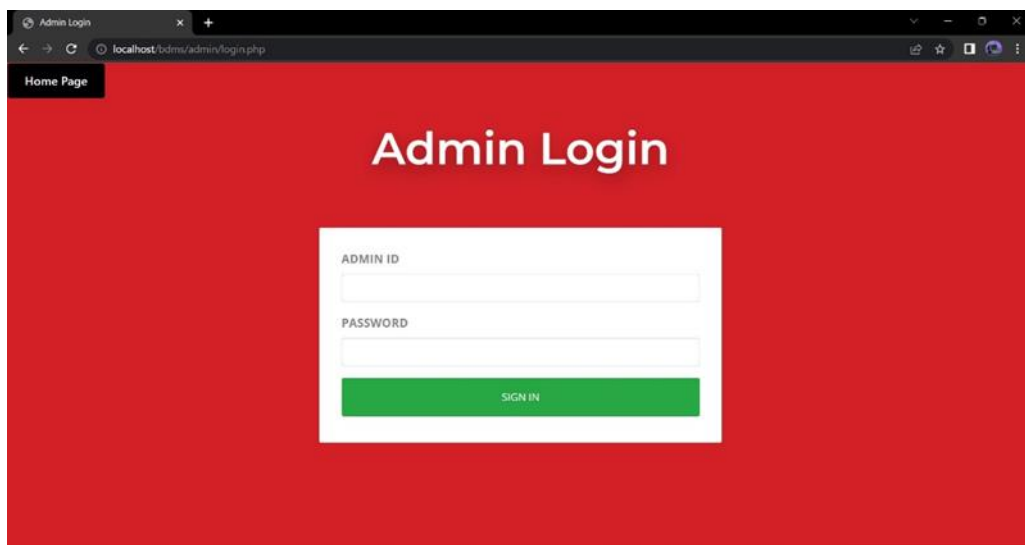 Admin Login
localhost/bdms/admin/login.php
Home Page
Admin Login
ADMIN ID
PASSWORD
SIGN IN